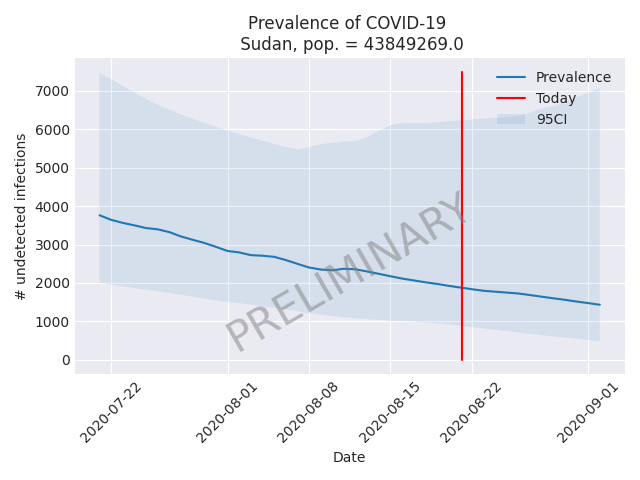 Prevalence of COVID-19
Sudan, pop. = 43849269.0
# undetected infections
7000
6000
5000
4000
3000
2000
1000
0
Prevalence
Today
95CI
PRELIMINARY
2020-07-22
2020-08-01
2020-08-08
2020-08-15
2020-08-22
2020-09-01
Date